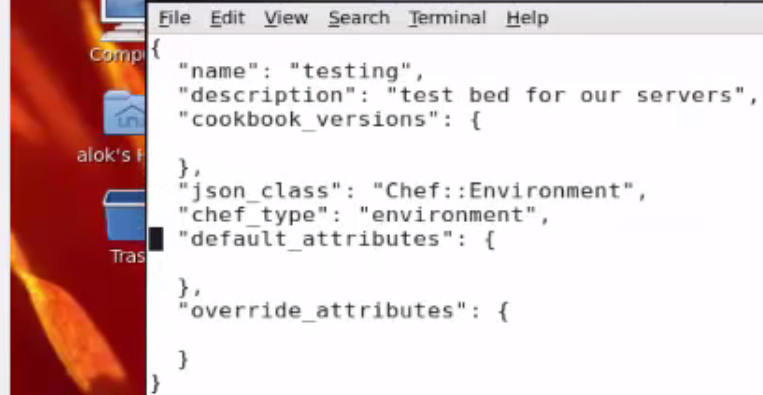 File Edit View Search Terminal Help
{
"name": "testing",
"description": "test bed for our servers",
"cookbook_versions": {
},
"json_class": "Chef::Environment",
"chef_type": "environment",
"default_attributes": {
},
"override_attributes": {
}
}
Comp
alok's H
Tras